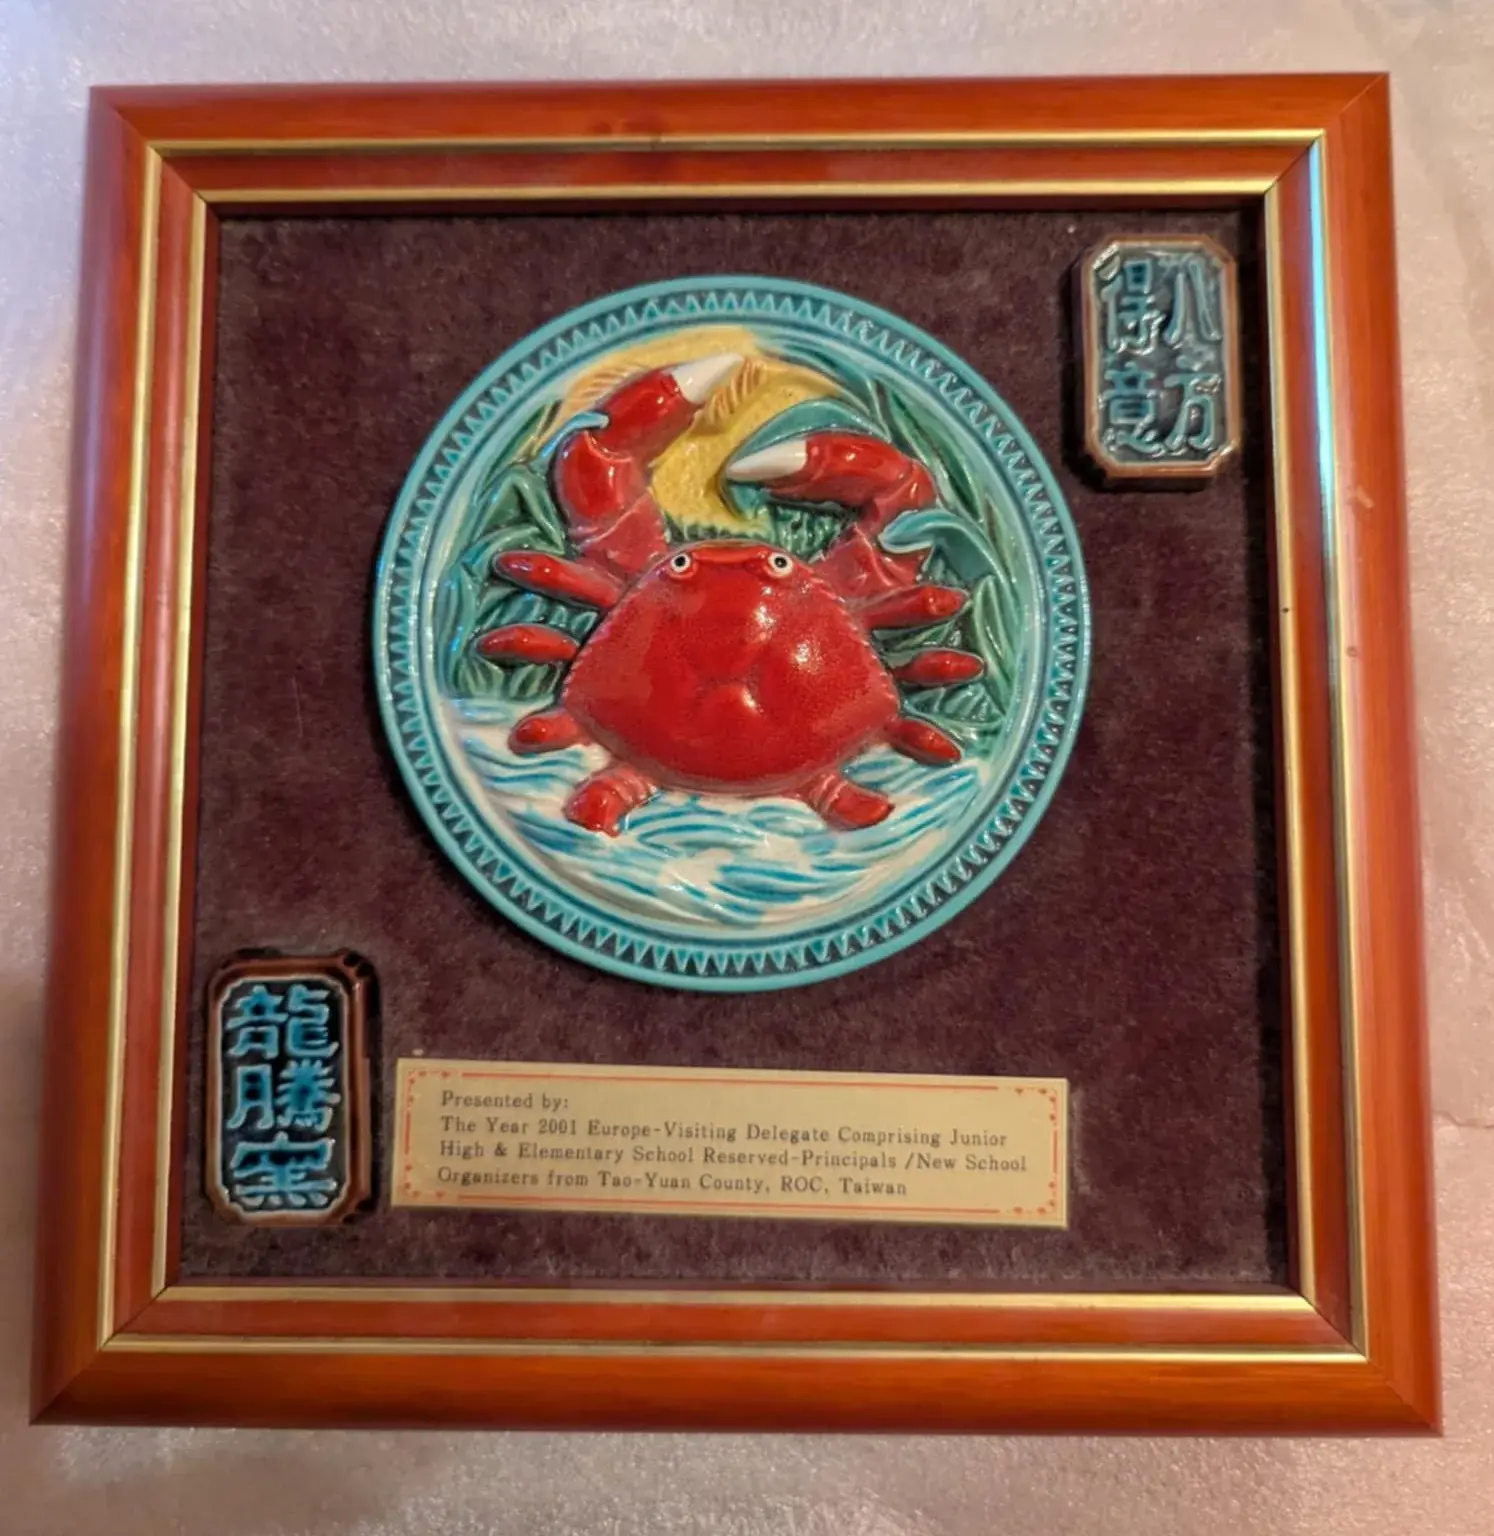 八方
得意
龍騰窯
Presented by:
The Year 2001 Europe-Visiting Delegate Comprising Junior
High & Elementary School Reserved-Principals /New School
Organizers from Tao-Yuan County, ROC, Taiwan